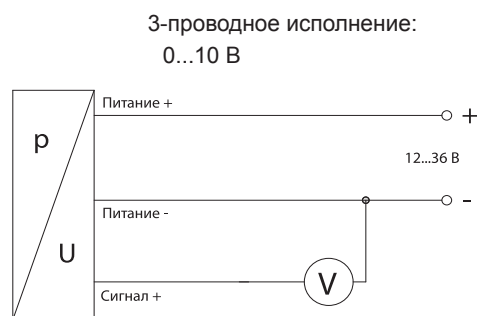 3-проводное исполнение:
0...10 В
Питание +
+
p
12...36 В
Питание -
-
U
V
Сигнал +